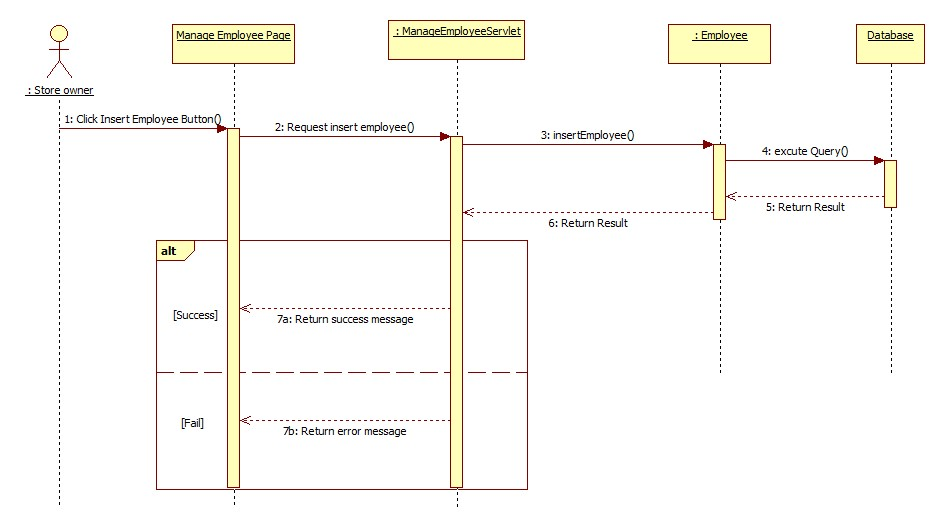 Manage Employee Page
: ManageEmployeeServlet
: Employee
Database
: Store owner
1: Click Insert Employee Button()
2: Request insert employee()
3: insertEmployee()
4: excute Query()
5: Return Result
6: Return Result
alt
[Success]
7a: Return success message
[Fail]
7b: Return error message